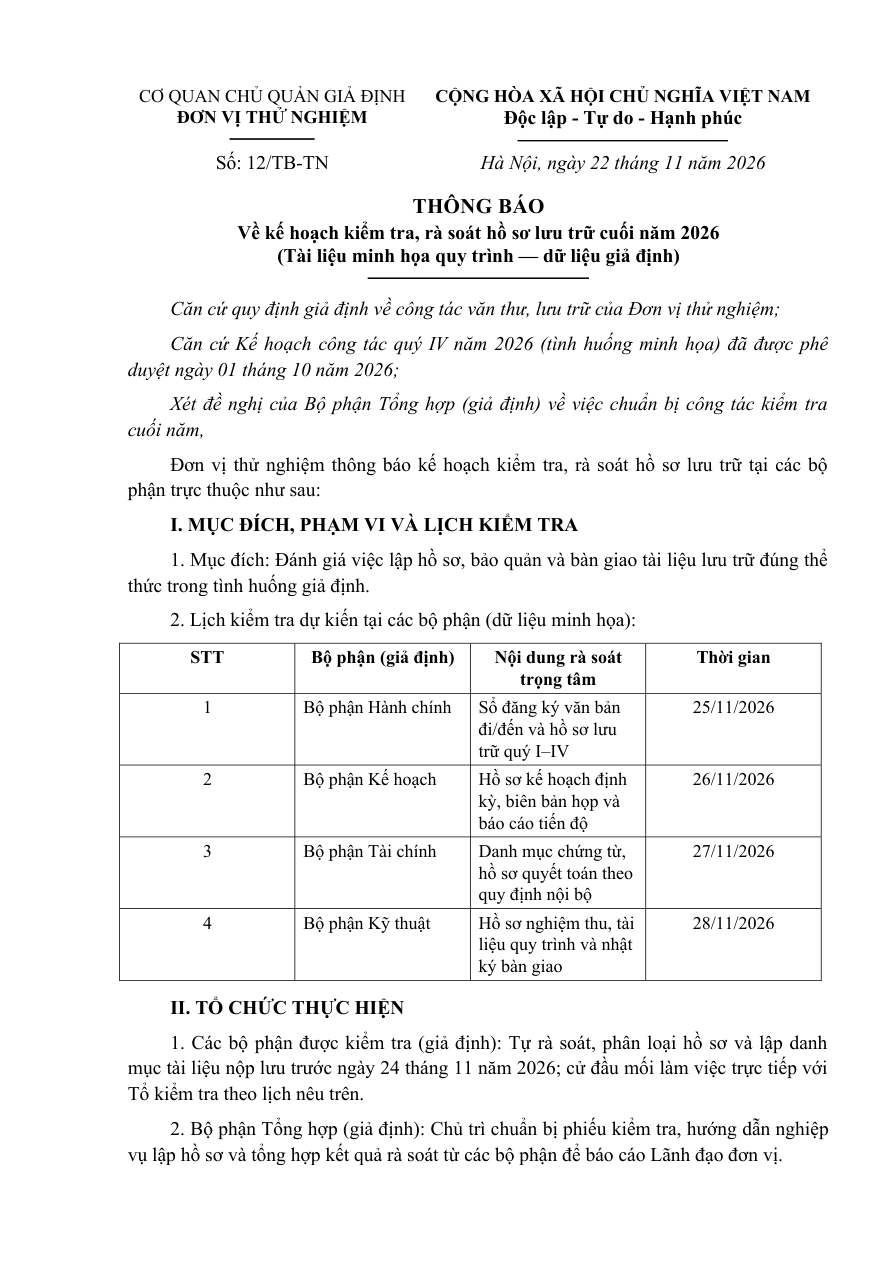 CƠ QUAN CHỦ QUẢN GIẢ ĐỊNH
ĐƠN VỊ THỬ NGHIỆM
Số: 12/TB-TN
CỘNG HÒA XÃ HỘI CHỦ NGHĨA VIỆT NAM
Độc lập - Tự do - Hạnh phúc
Hà Nội, ngày 22 tháng 11 năm 2026
THÔNG BÁO
Về kế hoạch kiểm tra, rà soát hồ sơ lưu trữ cuối năm 2026
(Tài liệu minh họa quy trình — dữ liệu giả định)
Căn cứ quy định giả định về công tác văn thư, lưu trữ của Đơn vị thử nghiệm;
Căn cứ Kế hoạch công tác quý IV năm 2026 (tình huống minh họa) đã được phê
duyệt ngày 01 tháng 10 năm 2026;
Xét đề nghị của Bộ phận Tổng hợp (giả định) về việc chuẩn bị công tác kiểm tra
cuối năm,
Đơn vị thử nghiệm thông báo kế hoạch kiểm tra, rà soát hồ sơ lưu trữ tại các bộ
phận trực thuộc như sau:
I. MỤC ĐÍCH, PHẠM VI VÀ LỊCH KIỂM TRA
1. Mục đích: Đánh giá việc lập hồ sơ, bảo quản và bàn giao tài liệu lưu trữ đúng thể
thức trong tình huống giả định.
2. Lịch kiểm tra dự kiến tại các bộ phận (dữ liệu minh họa):
STT
Bộ phận (giả định)
Nội dung rà soát
trọng tâm
Thời gian
1
Bộ phận Hành chính
Sổ đăng ký văn bản
đi/đến và hồ sơ lưu
trữ quý I–IV
25/11/2026
2
Bộ phận Kế hoạch
Hồ sơ kế hoạch định
kỳ, biên bản họp và
báo cáo tiến độ
26/11/2026
3
Bộ phận Tài chính
Danh mục chứng từ,
hồ sơ quyết toán theo
quy định nội bộ
27/11/2026
4
Bộ phận Kỹ thuật
Hồ sơ nghiệm thu, tài
liệu quy trình và nhật
ký bàn giao
28/11/2026
II. TỔ CHỨC THỰC HIỆN
1. Các bộ phận được kiểm tra (giả định): Tự rà soát, phân loại hồ sơ và lập danh
mục tài liệu nộp lưu trước ngày 24 tháng 11 năm 2026; cử đầu mối làm việc trực tiếp với
Tổ kiểm tra theo lịch nêu trên.
2. Bộ phận Tổng hợp (giả định): Chủ trì chuẩn bị phiếu kiểm tra, hướng dẫn nghiệp
vụ lập hồ sơ và tổng hợp kết quả rà soát từ các bộ phận để báo cáo Lãnh đạo đơn vị.